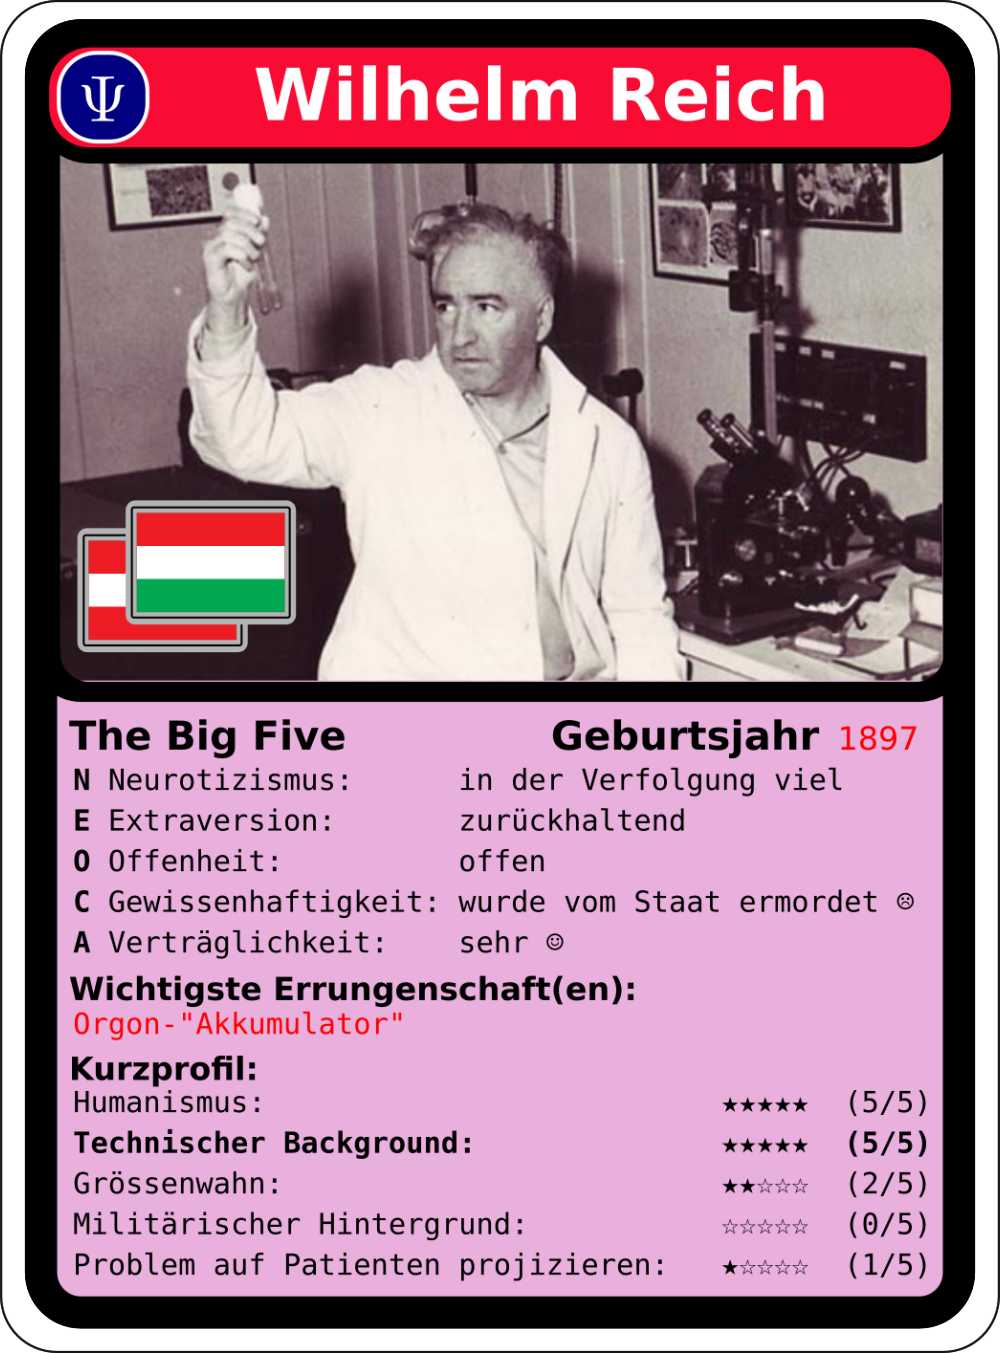 Ψ Wilhelm Reich
The Big Five Geburtsjahr 1897
N Neurotizismus: in der Verfolgung viel
E Extraversion: zurückhaltend
O Offenheit: offen
C Gewissenhaftigkeit: wurde vom Staat ermordet ☹
A Verträglichkeit: sehr ☺
Wichtigste Errungenschaft(en):
Orgon-"Akkumulator"
Kurzprofil:
Humanismus: ★★★★★ (5/5)
Technischer Background: ★★★★★ (5/5)
Grössenwahn: ★★☆☆☆ (2/5)
Militärischer Hintergrund: ☆☆☆☆☆ (0/5)
Problem auf Patienten projizieren: ★☆☆☆☆ (1/5)